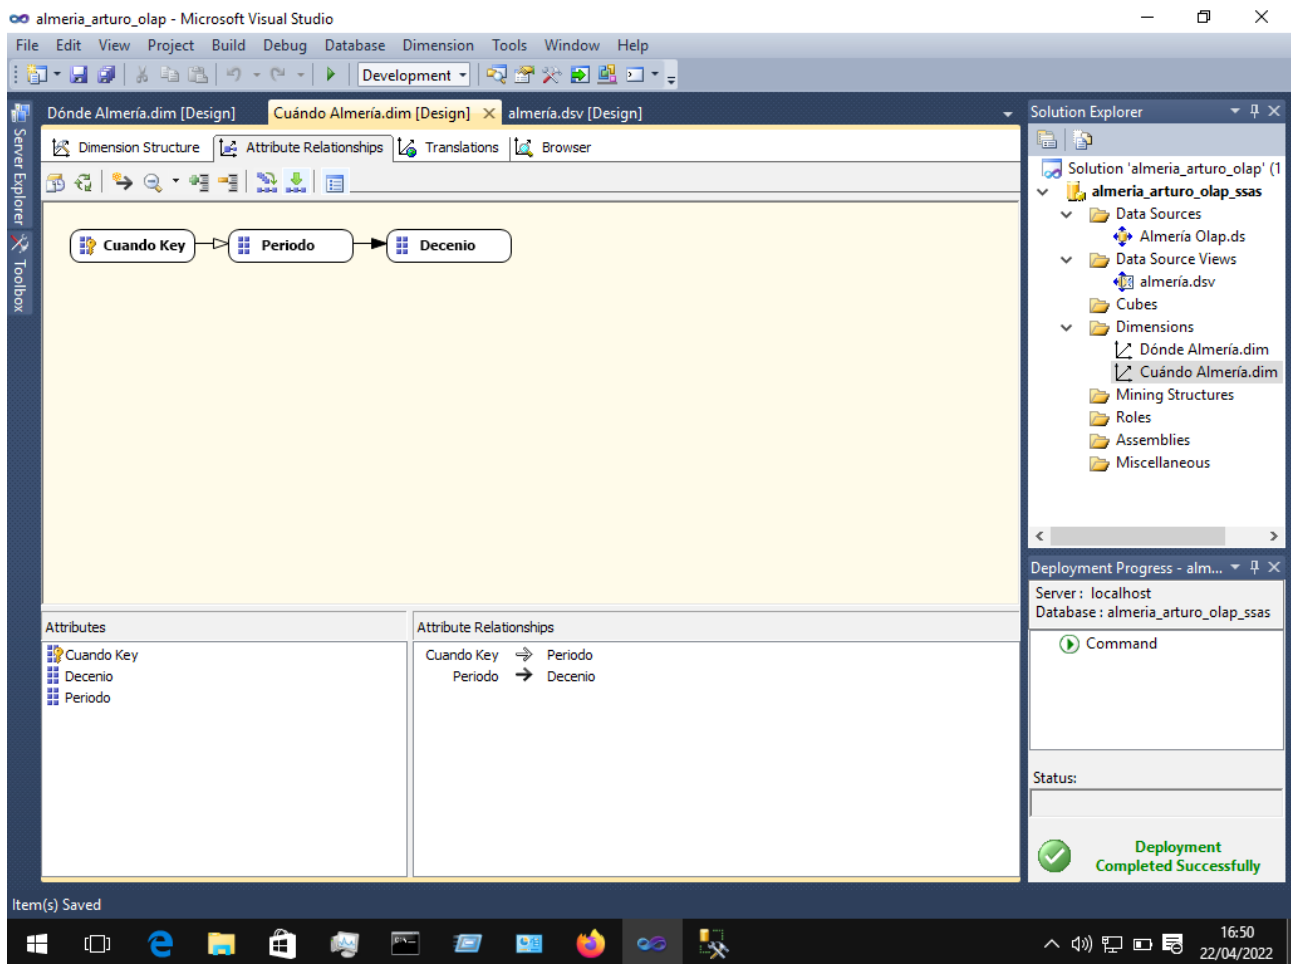 almeria_arturo_olap - Microsoft Visual Studio
File Edit View Project Build Debug Database Dimension Tools Window Help
Development
Server Explorer
Toolbox
Dónde Almería.dim [Design] Cuándo Almería.dim [Design] almería.dsv [Design]
Dimension Structure Attribute Relationships Translations Browser
Cuando Key Periodo Decenio
Attributes
Cuando Key
Decenio
Periodo
Attribute Relationships
Cuando Key Periodo
Periodo Decenio
Solution Explorer
Solution 'almeria_arturo_olap' (1
almeria_arturo_olap_ssas
Data Sources
Almería Olap.ds
Data Source Views
almería.dsv
Cubes
Dimensions
Dónde Almería.dim
Cuándo Almería.dim
Mining Structures
Roles
Assemblies
Miscellaneous
Deployment Progress - alm...
Server : localhost
Database : almeria_arturo_olap_ssas
Command
Status:
Deployment
Completed Successfully
Item(s) Saved
16:50
22/04/2022